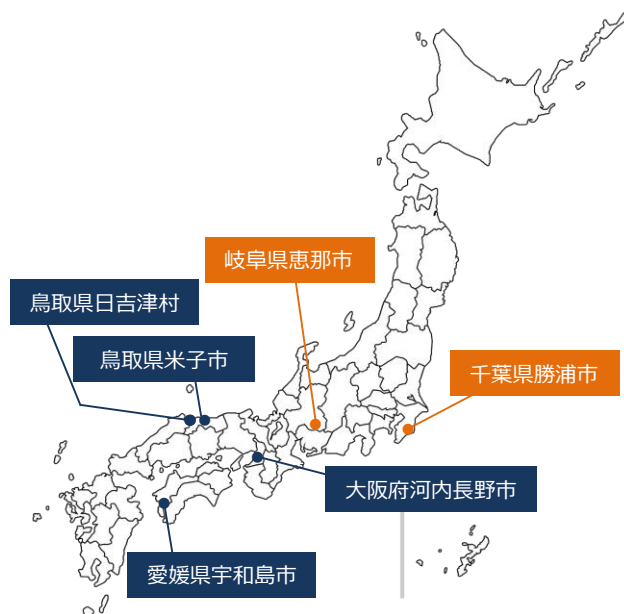 岐阜県恵那市
鳥取県日吉津村
鳥取県米子市
千葉県勝浦市
大阪府河内長野市
愛媛県宇和島市